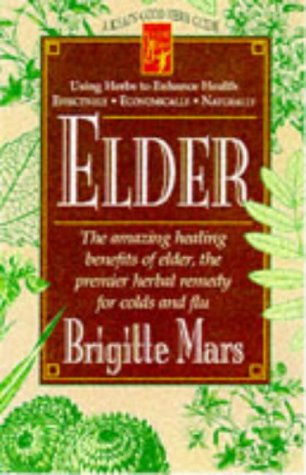 A KEATS GOOD HERB GUIDE
Using Herbs to Enhance Health
EFFECTIVELY • ECONOMICALLY • NATURALLY
ELDER
The amazing healing
benefits of elder, the
premier herbal remedy
for colds and flu
Brigitte Mars